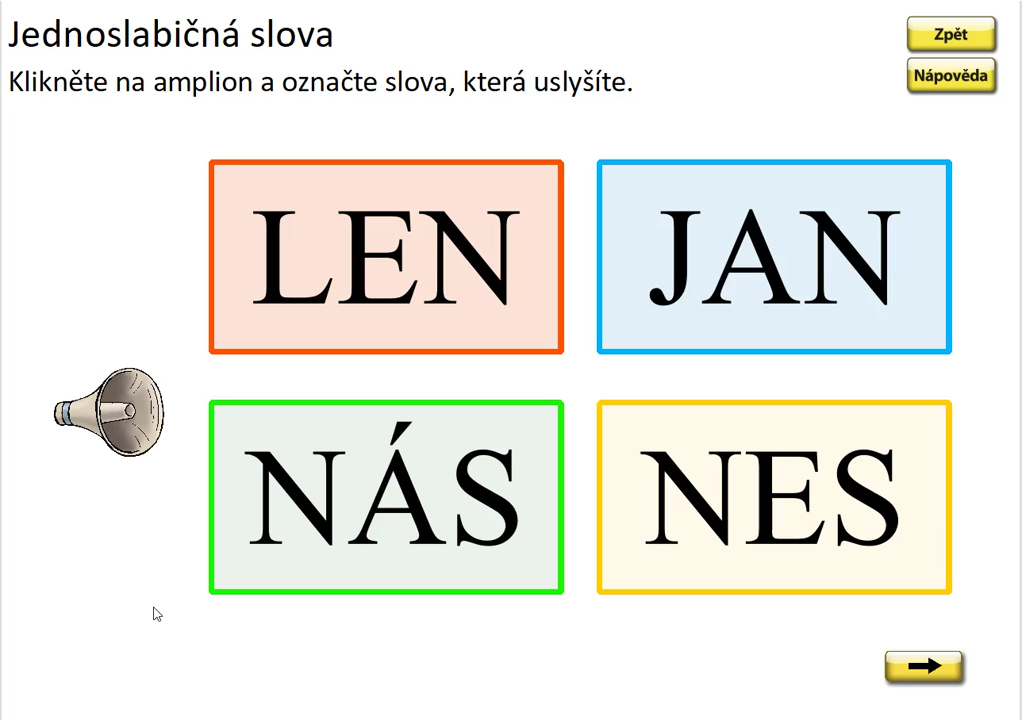 Jednoslabičná slova
Zpět
Klikněte na amplion a označte slova, která uslyšíte.
Nápověda
LEN
JAN
NÁS
NES